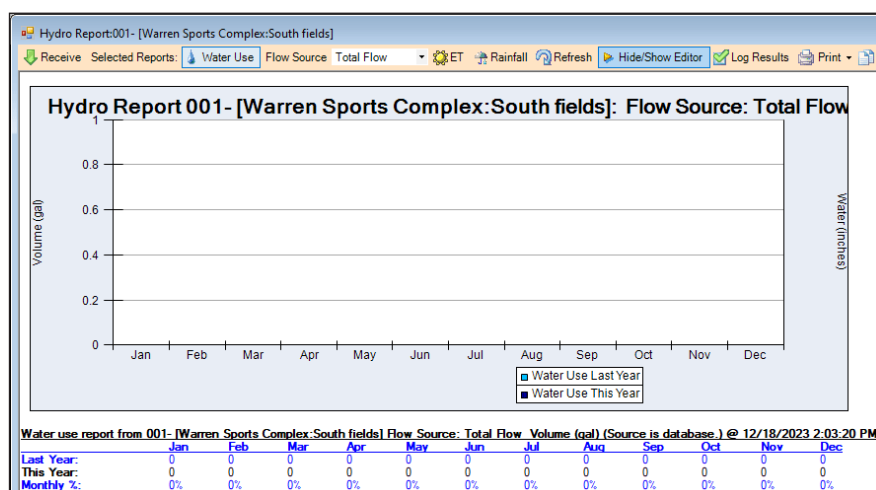 Hydro Report:001- [Warren Sports Complex:South fields]
Receive Selected Reports: Water Use Flow Source Total Flow ET Rainfall Refresh Hide/Show Editor Log Results Print
Hydro Report 001- [Warren Sports Complex:South fields]: Flow Source: Total Flow
1
0.8
0.6
0.4
0.2
0
Volume (gal)
Water (inches)
Jan Feb Mar Apr May Jun Jul Aug Sep Oct Nov Dec
Water Use Last Year
Water Use This Year
Water use report from 001- [Warren Sports Complex:South fields] Flow Source: Total Flow Volume (gal) (Source is database.) @ 12/18/2023 2:03:20 PM
Jan Feb Mar Apr May Jun Jul Aug Sep Oct Nov Dec
Last Year: 0 0 0 0 0 0 0 0 0 0 0 0
This Year: 0 0 0 0 0 0 0 0 0 0 0 0
Monthly %: 0% 0% 0% 0% 0% 0% 0% 0% 0% 0% 0% 0%